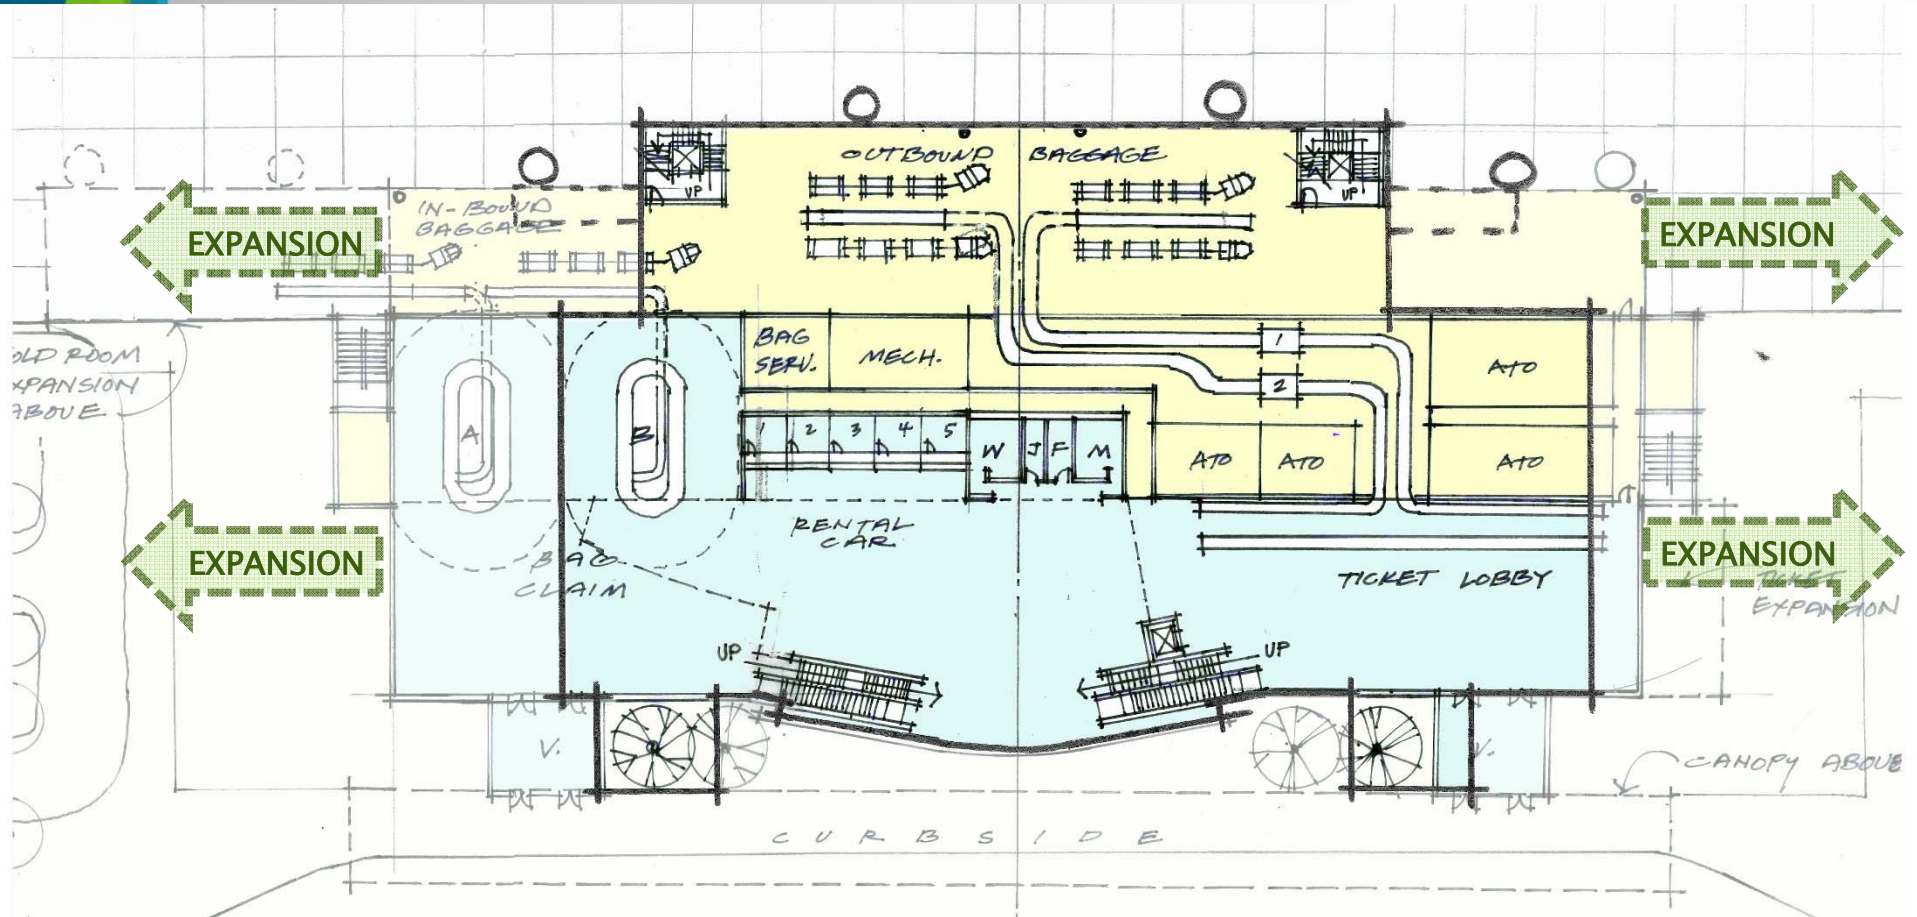 OUTBOUND BAGGAGE
UP
UP
IN-BOUND
BAGGAGE
EXPANSION
EXPANSION
OLD ROOM
XPANSION
ABOVE
BAG
SERV.
MECH.
1
2
ATO
A
B
1 2 3 4 5
W J F M
ATO
ATO
ATO
RENTAL
CAR
BAG
CLAIM
EXPANSION
EXPANSION
TICKET LOBBY
TICKET
EXPANSION
UP
UP
V.
V.
CANOPY ABOVE
CURBSIDE